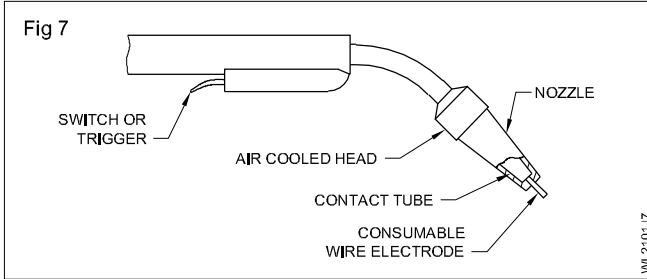 Fig 7
SWITCH OR
TRIGGER
AIR COOLED HEAD
NOZZLE
CONTACT TUBE
CONSUMABLE
WIRE ELECTRODE